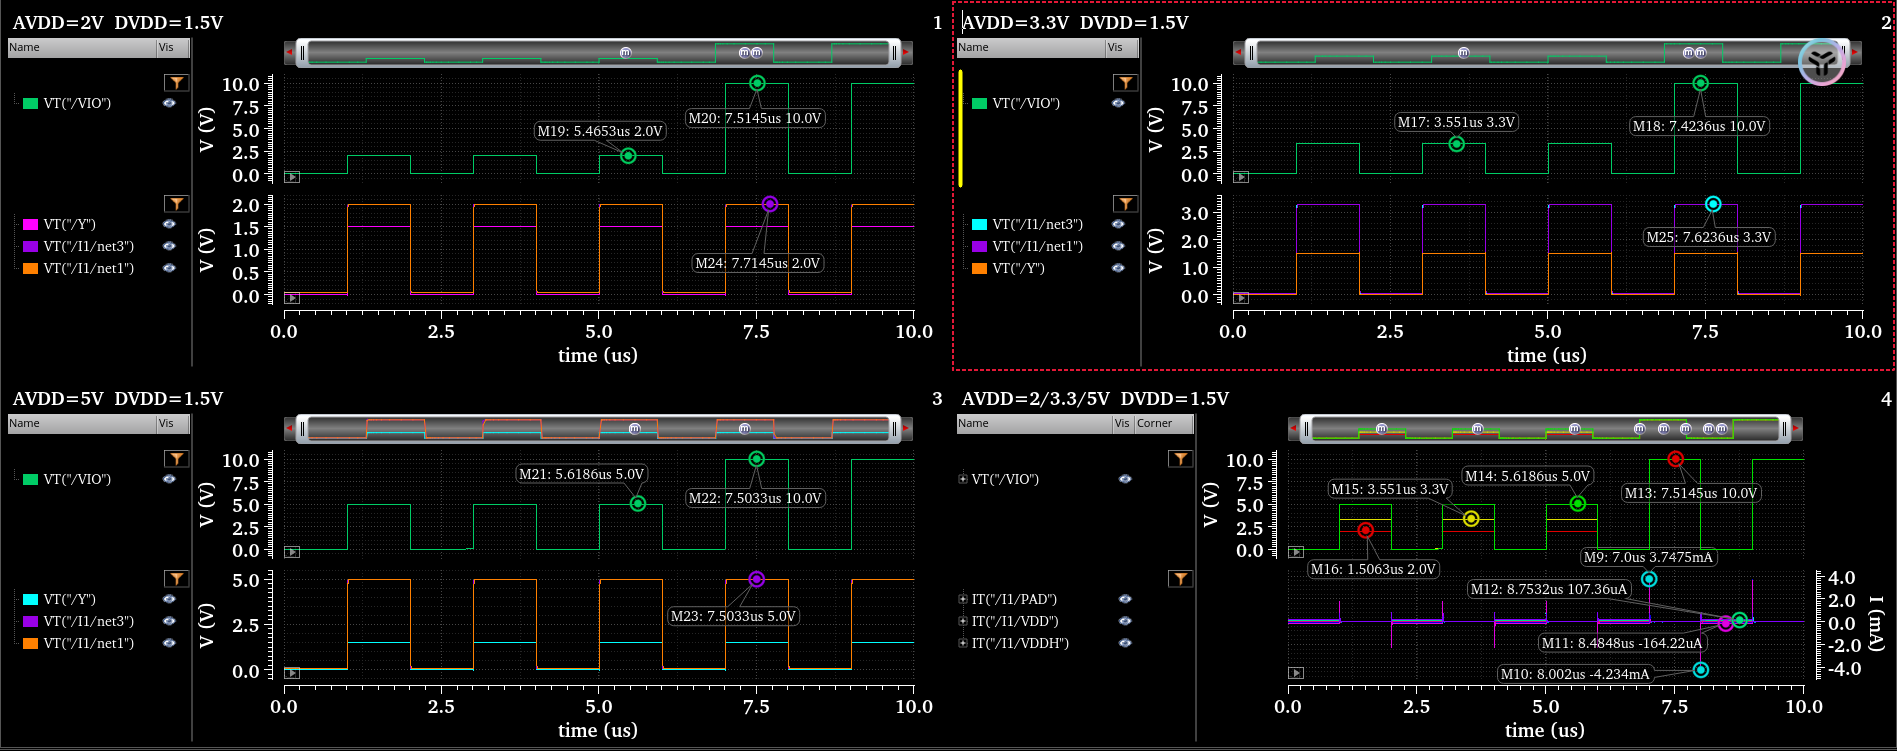 AVDD=2V DVDD=1.5V
1
Name Vis
VT("/VIO")
VT("/Y")
VT("/I1/net3")
VT("/I1/net1")
V (V)
10.0
7.5
5.0
2.5
0.0
M19: 5.4653us 2.0V
M20: 7.5145us 10.0V
V (V)
2.0
1.5
1.0
0.5
0.0
M24: 7.7145us 2.0V
0.0 2.5 5.0 7.5 10.0
time (us)
AVDD=3.3V DVDD=1.5V
2
Name Vis
VT("/VIO")
VT("/I1/net3")
VT("/I1/net1")
VT("/Y")
V (V)
10.0
7.5
5.0
2.5
0.0
M17: 3.551us 3.3V
M18: 7.4236us 10.0V
V (V)
3.0
2.0
1.0
0.0
M25: 7.6236us 3.3V
0.0 2.5 5.0 7.5 10.0
time (us)
AVDD=5V DVDD=1.5V
3
Name Vis
VT("/VIO")
VT("/Y")
VT("/I1/net3")
VT("/I1/net1")
V (V)
10.0
7.5
5.0
2.5
0.0
M21: 5.6186us 5.0V
M22: 7.5033us 10.0V
V (V)
5.0
2.5
0.0
M23: 7.5033us 5.0V
0.0 2.5 5.0 7.5 10.0
time (us)
AVDD=2/3.3/5V DVDD=1.5V
4
Name Vis Corner
VT("/VIO")
IT("/I1/PAD")
IT("/I1/VDD")
IT("/I1/VDDH")
V (V)
10.0
7.5
5.0
2.5
0.0
M14: 5.6186us 5.0V
M15: 3.551us 3.3V
M13: 7.5145us 10.0V
M16: 1.5063us 2.0V
M9: 7.0us 3.7475mA
M12: 8.7532us 107.36uA
M11: 8.4848us -164.22uA
M10: 8.002us -4.234mA
4.0
2.0
0.0
-2.0
-4.0
I (mA)
0.0 2.5 5.0 7.5 10.0
time (us)